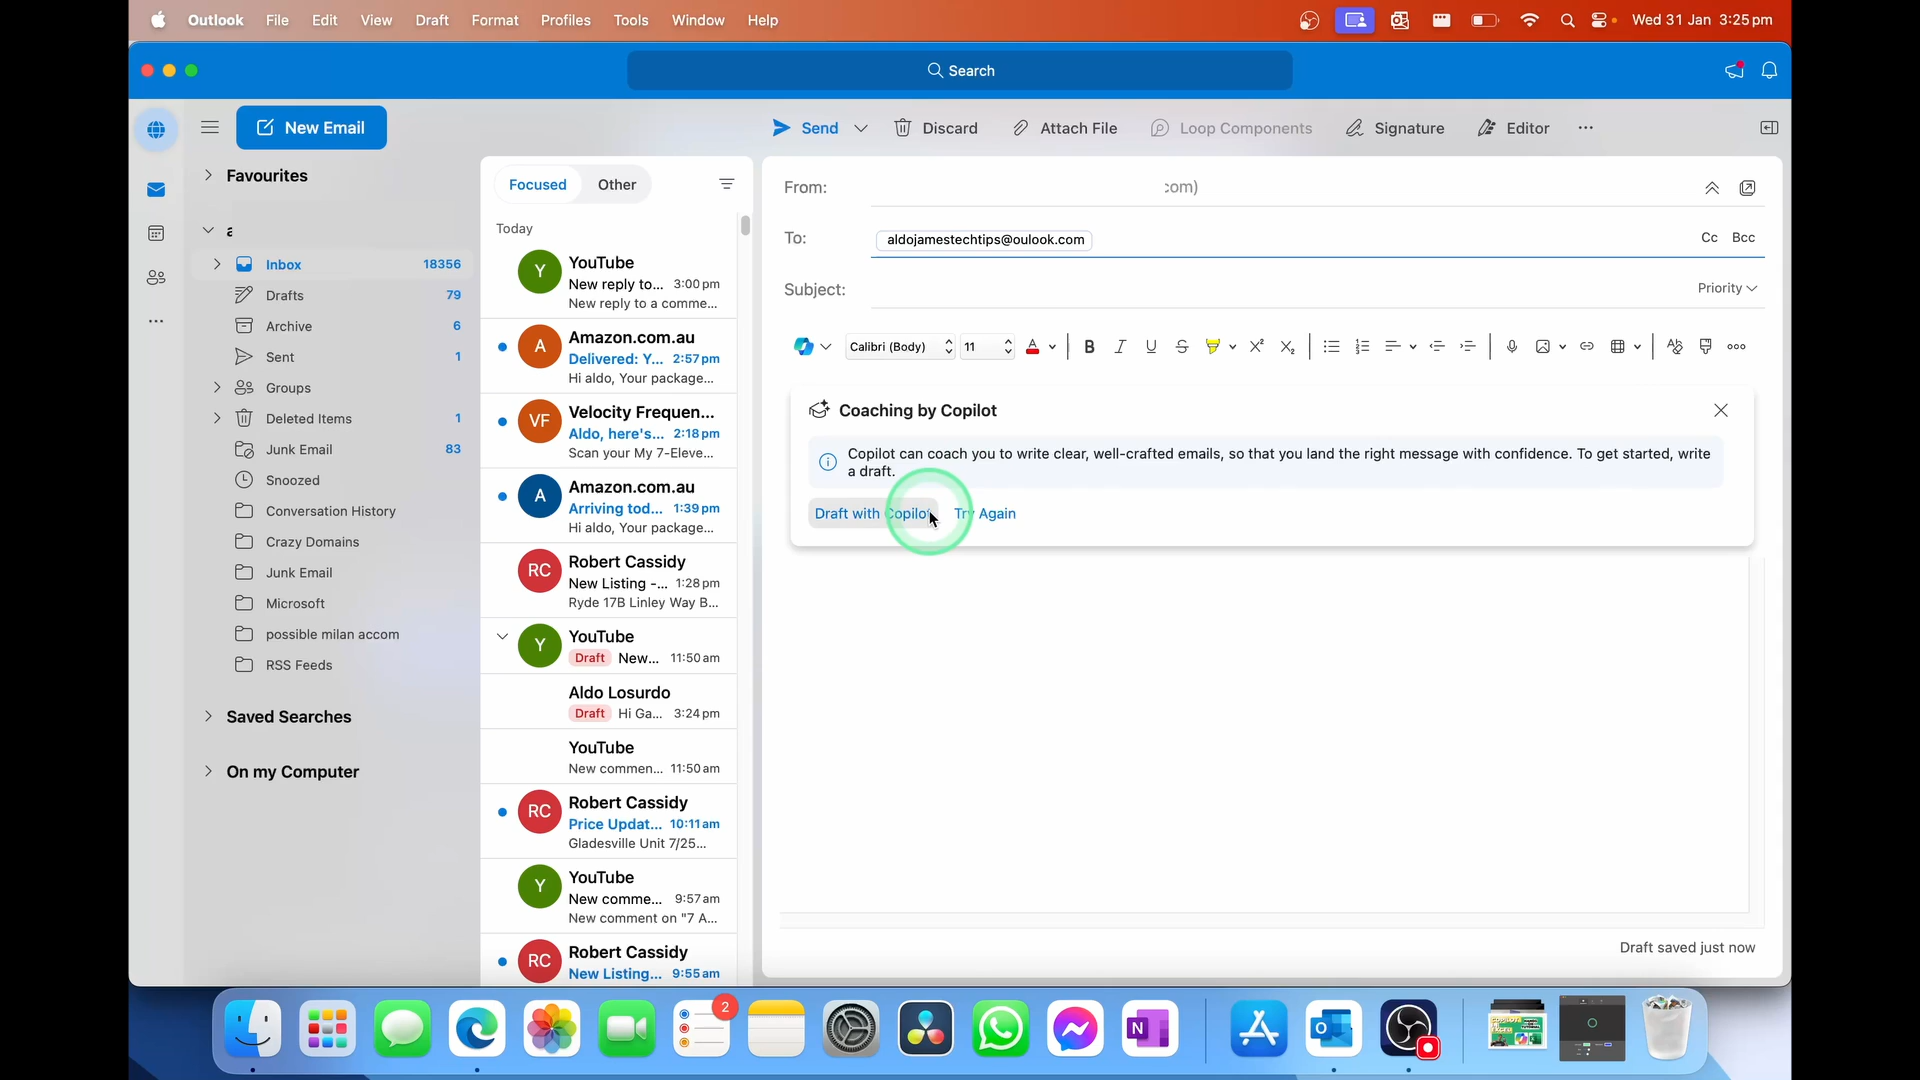 Outlook File Edit View Draft Format Profiles Tools Window Help
Wed 31 Jan 3:25 pm
Search
New Email
Send Discard Attach File Loop Components Signature Editor
Favourites
Inbox 18356
Drafts 79
Archive 6
Sent 1
Groups
Deleted Items 1
Junk Email 83
Snoozed
Conversation History
Crazy Domains
Junk Email
Microsoft
possible milan accom
RSS Feeds
Saved Searches
On my Computer
Focused Other
Today
Y
YouTube
New reply to... 3:00 pm
New reply to a comme...
A
Amazon.com.au
Delivered: Y... 2:57 pm
Hi aldo, Your package...
VF
Velocity Frequen...
Aldo, here's... 2:18 pm
Scan your My 7-Eleve...
A
Amazon.com.au
Arriving tod... 1:39 pm
Hi aldo, Your package...
RC
Robert Cassidy
New Listing -... 1:28 pm
Ryde 17B Linley Way B...
Y
YouTube
Draft New... 11:50 am
Aldo Losurdo
Draft Hi Ga... 3:24 pm
YouTube
New commen... 11:50 am
RC
Robert Cassidy
Price Updat... 10:11 am
Gladesville Unit 7/25...
Y
YouTube
New comme... 9:57 am
New comment on "7 A...
RC
Robert Cassidy
New Listing... 9:55 am
From: com)
To: aldojamestechtips@oulook.com Cc Bcc
Subject: Priority
Calibri (Body) 11
Coaching by Copilot
Copilot can coach you to write clear, well-crafted emails, so that you land the right message with confidence. To get started, write
a draft.
Draft with Copilot Try Again
Draft saved just now
2